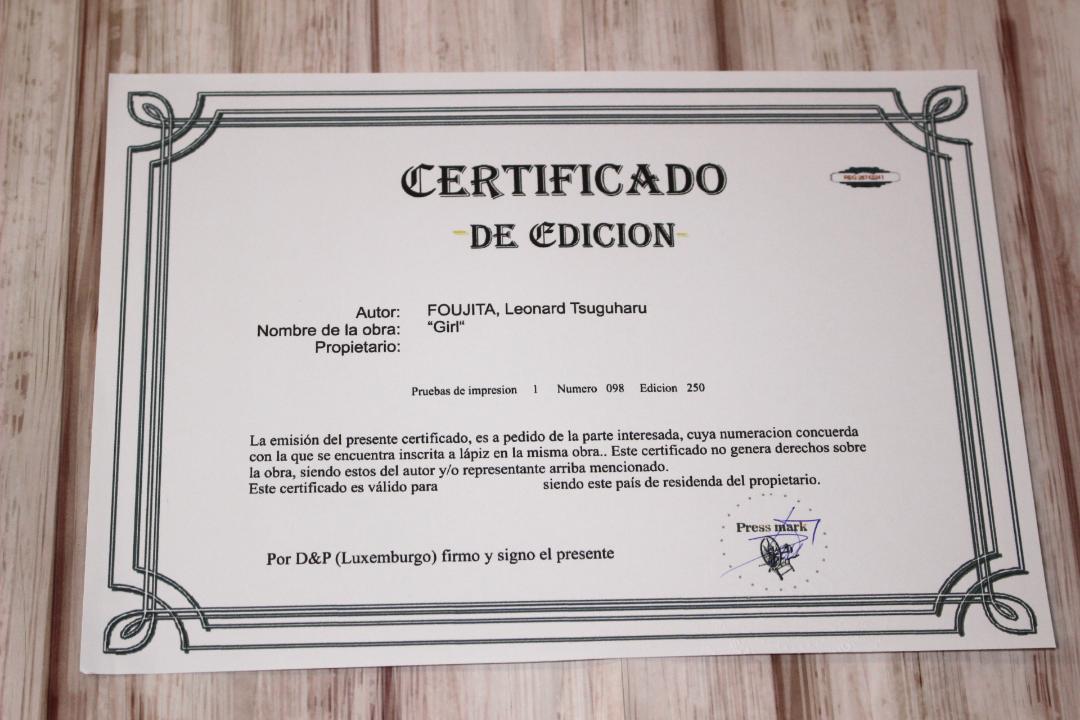 CERTIFICADO
-DE EDICION-
Autor: FOUJITA, Leonard Tsuguharu
Nombre de la obra: "Girl"
Propietario:
Pruebas de impresion 1 Numero 098 Edicion 250
La emisión del presente certificado, es a pedido de la parte interesada, cuya numeracion concuerda
con la que se encuentra inscrita a lápiz en la misma obra.. Este certificado no genera derechos sobre
la obra, siendo estos del autor y/o representante arriba mencionado.
Este certificado es válido para siendo este país de residenda del propietario.
Press mark
Por D&P (Luxemburgo) firmo y signo el presente